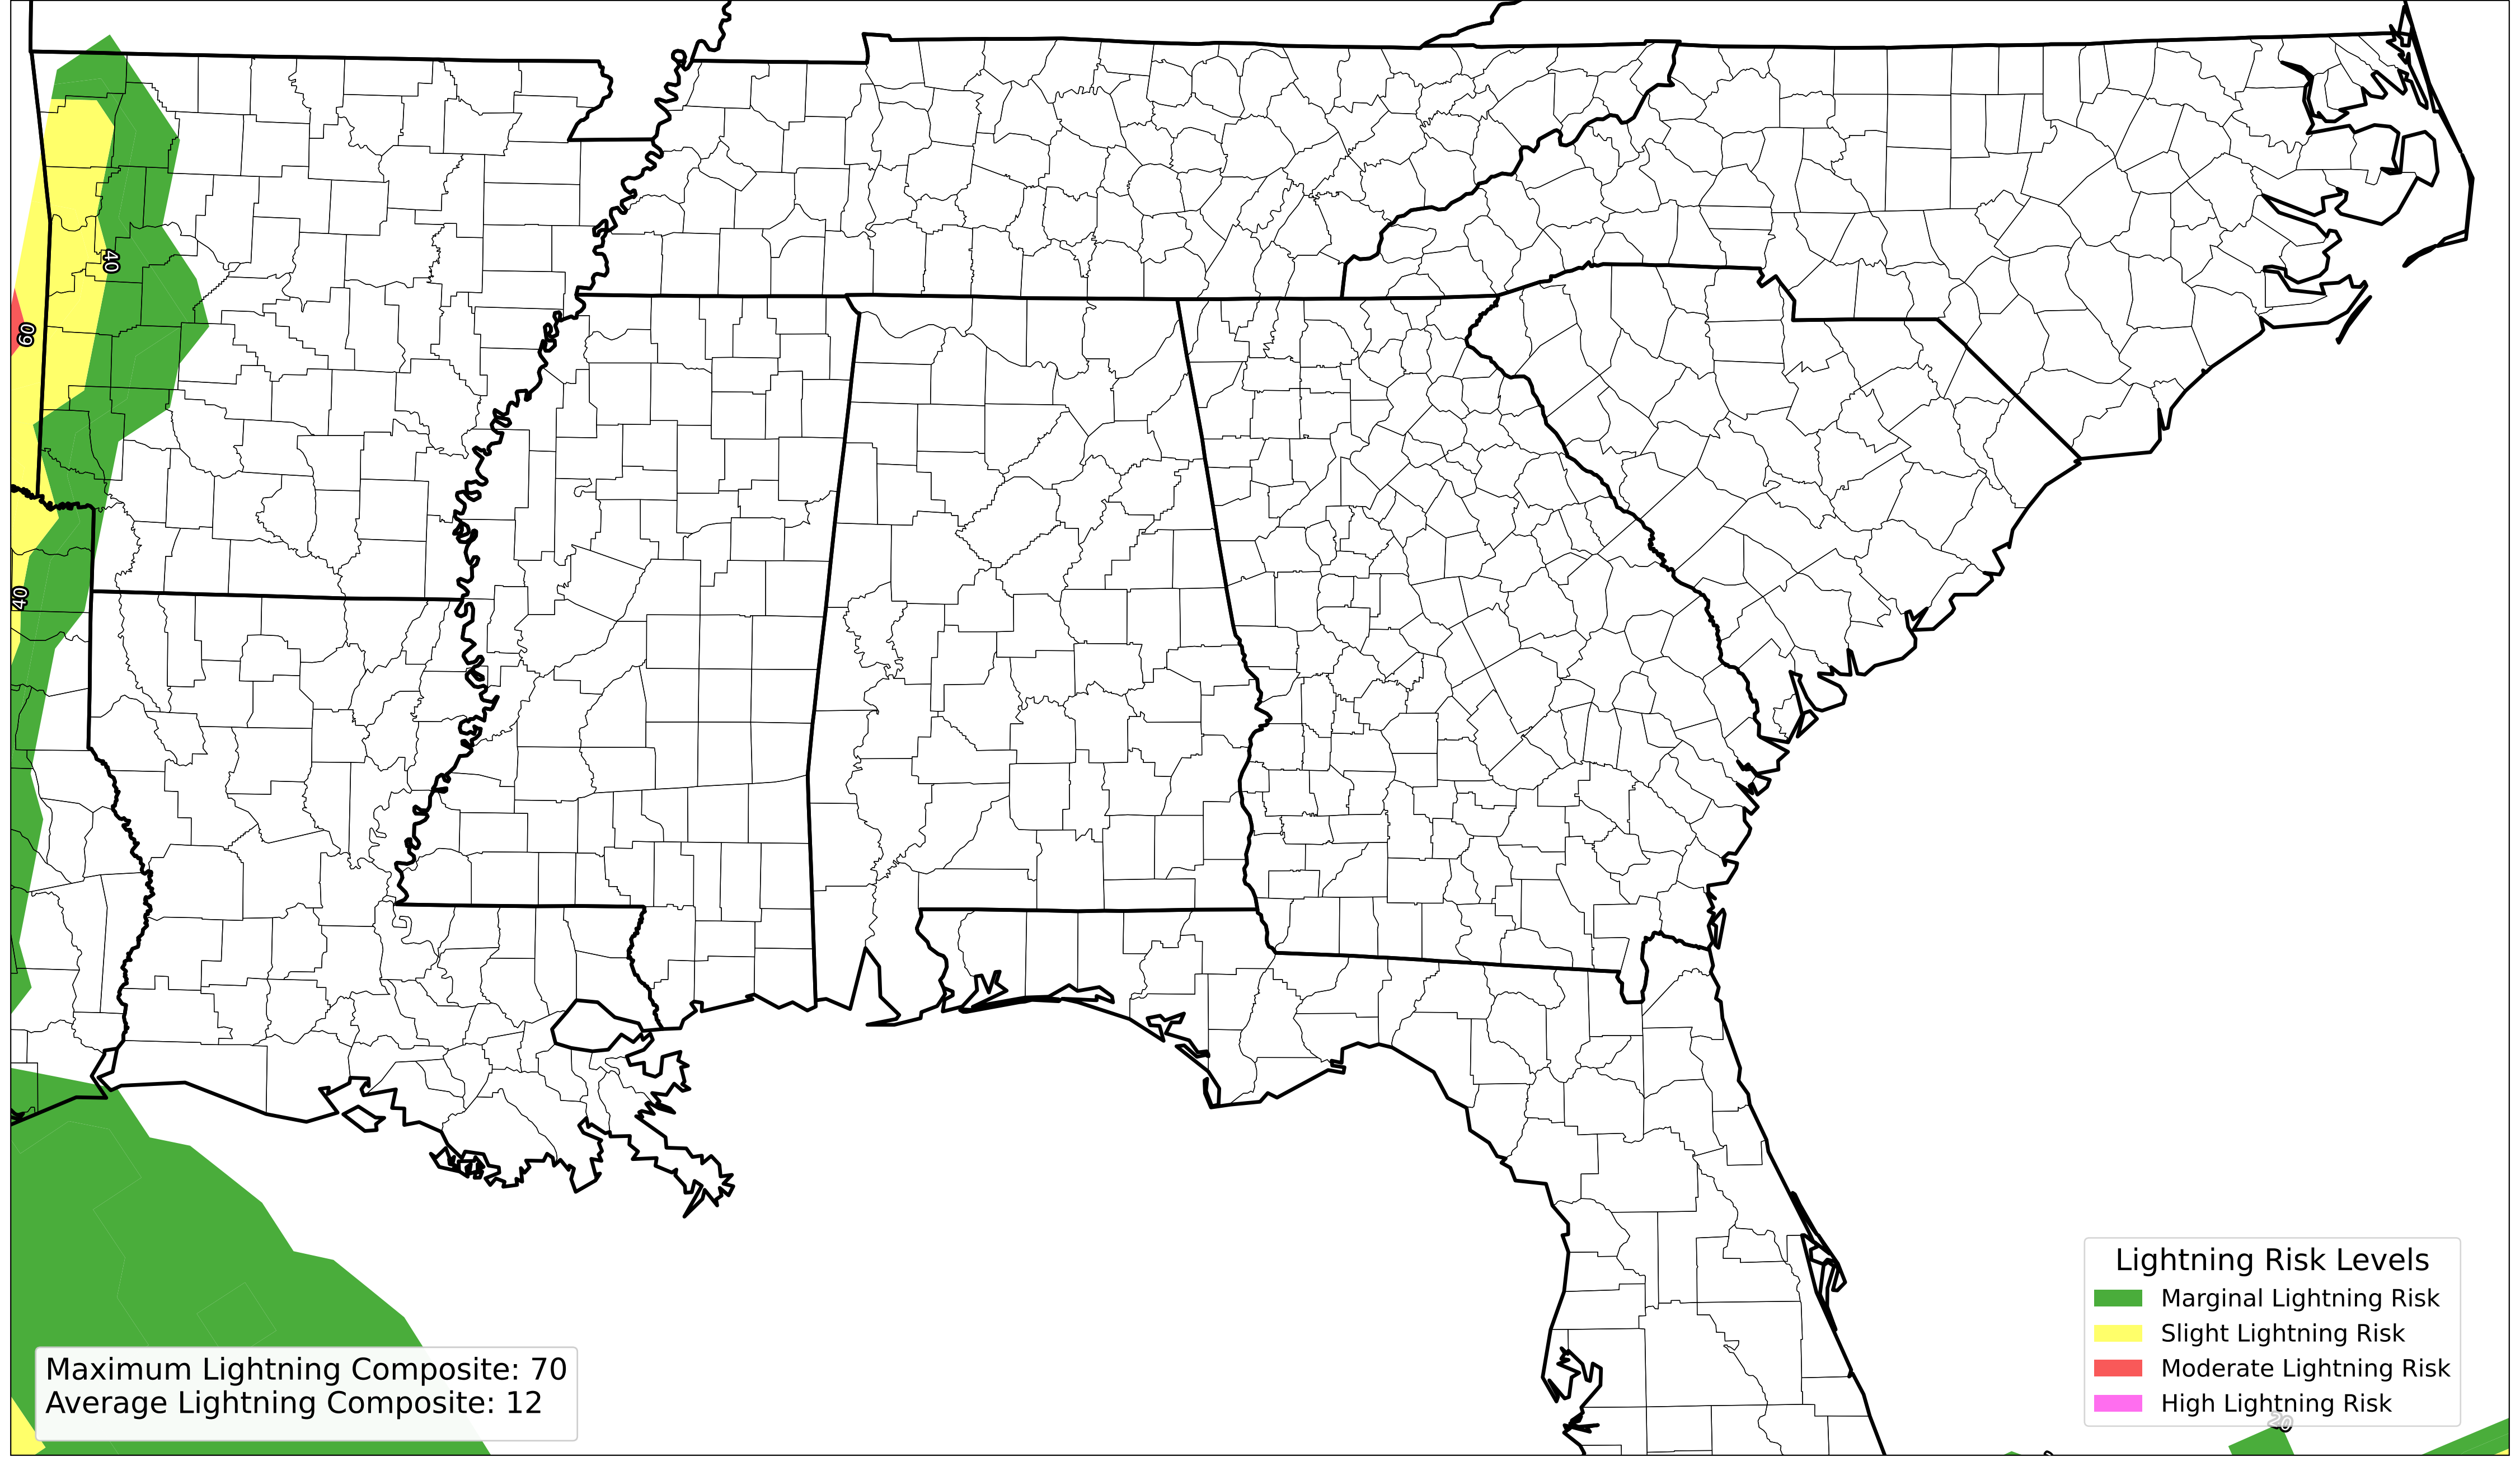 40
60
40
Lightning Risk Levels
Marginal Lightning Risk
Slight Lightning Risk
Moderate Lightning Risk
High Lightning Risk
Maximum Lightning Composite: 70
Average Lightning Composite: 12
20